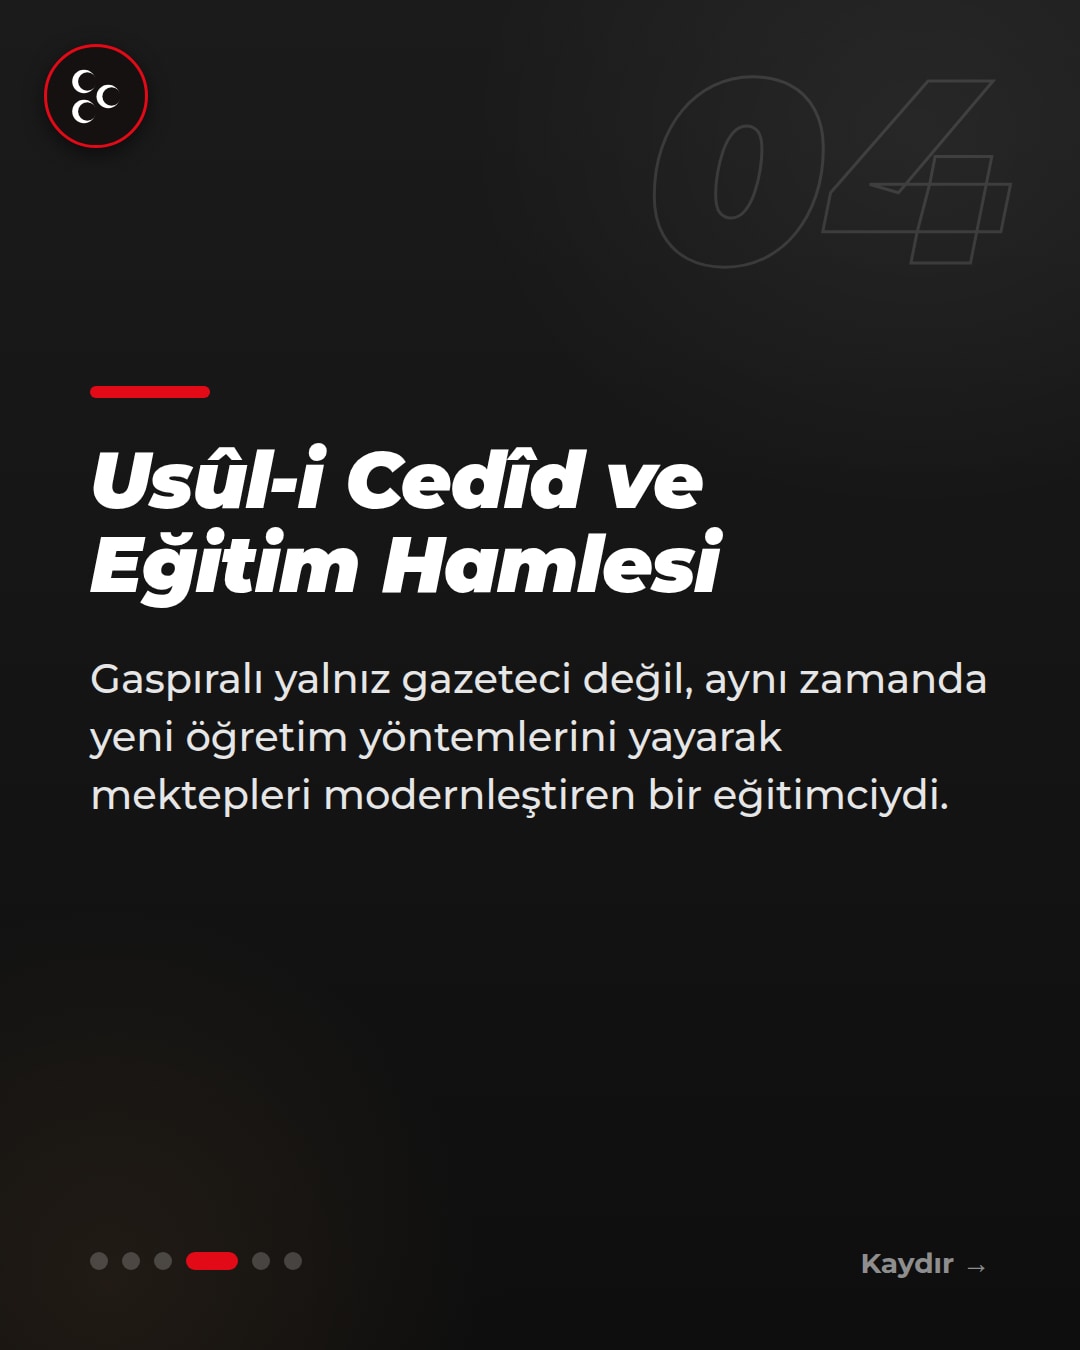 04
Usûl-i Cedîd ve
Eğitim Hamlesi
Gaspıralı yalnız gazeteci değil, aynı zamanda
yeni öğretim yöntemlerini yayarak
mektepleri modernleştiren bir eğitimciydi.
Kaydır →